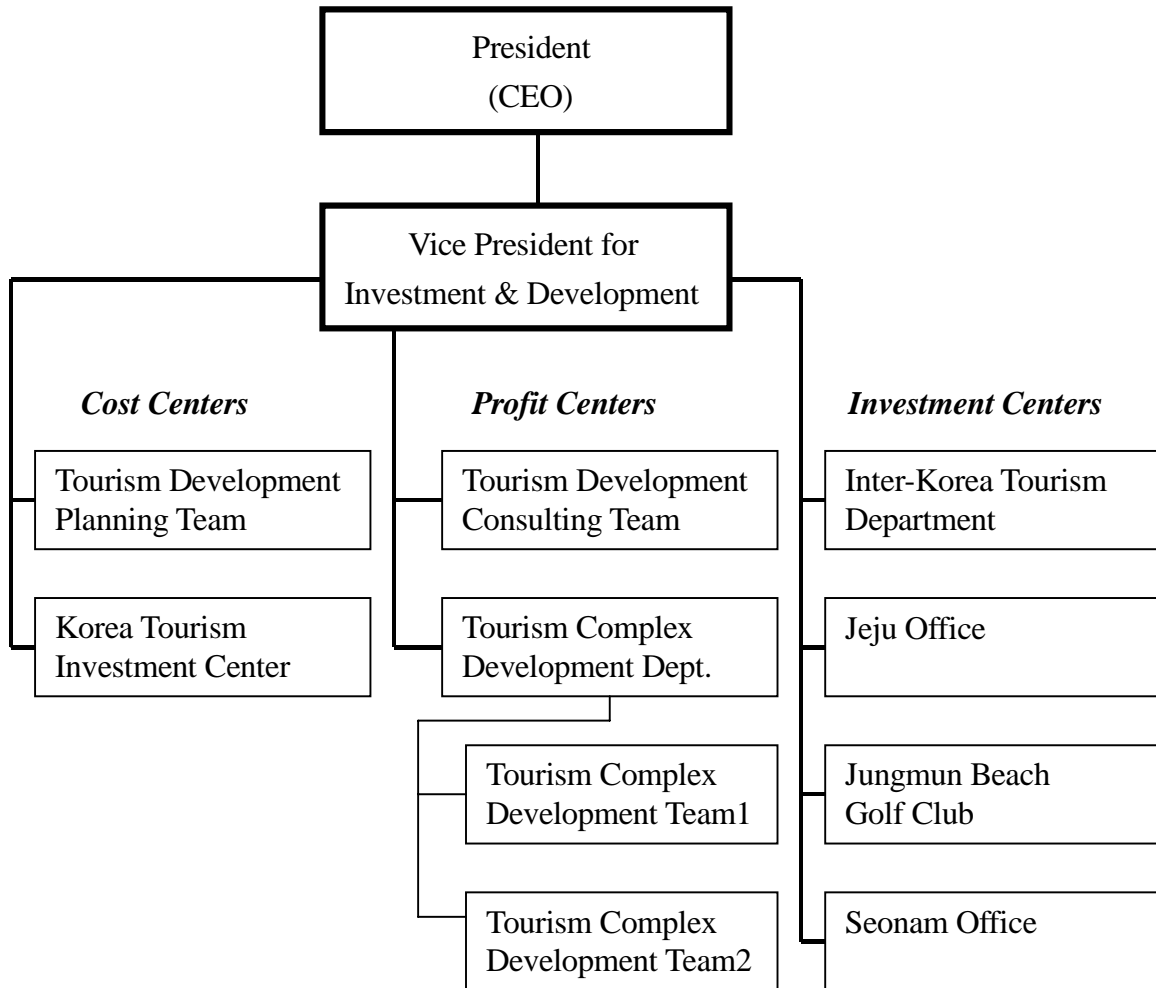 President
(CEO)
Vice President for
Investment & Development
Cost Centers
Profit Centers
Investment Centers
Tourism Development
Planning Team
Tourism Development
Consulting Team
Inter-Korea Tourism
Department
Korea Tourism
Investment Center
Tourism Complex
Development Dept.
Jeju Office
Tourism Complex
Development Team1
Jungmun Beach
Golf Club
Tourism Complex
Development Team2
Seonam Office